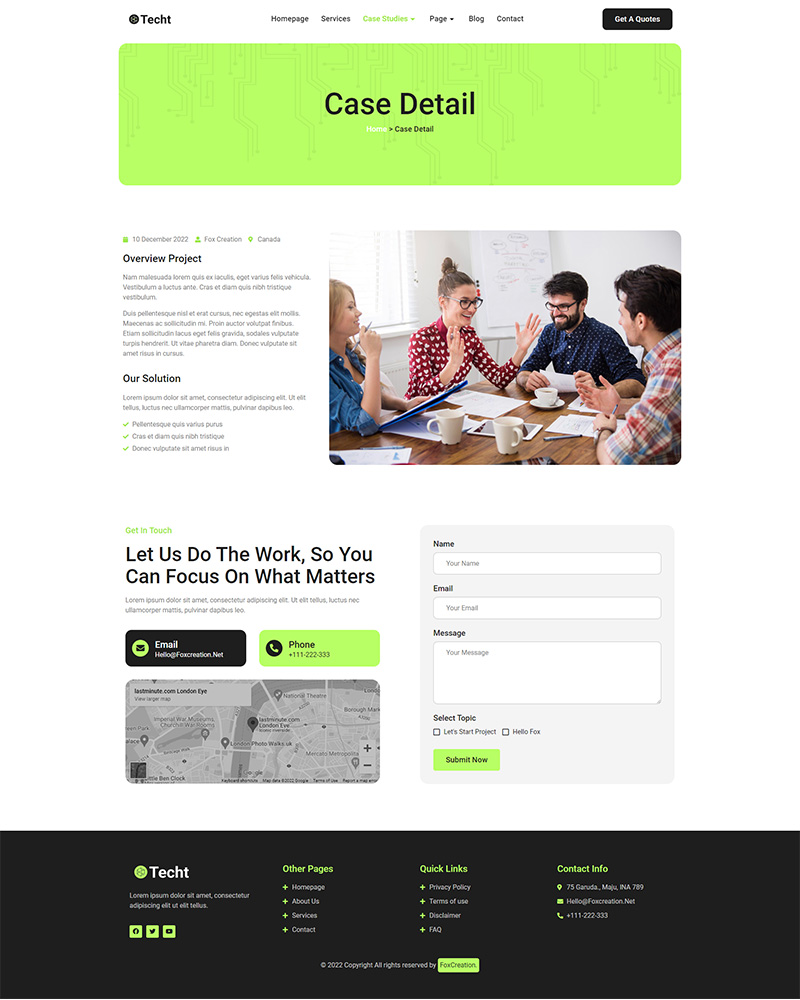 Techt
Homepage Services Case Studies Page Blog Contact
Get A Quotes
Case Detail
Home > Case Detail
10 December 2022 Fox Creation Canada
Overview Project
Nam malesuada lorem quis ex iaculis, eget varius felis vehicula.
Vestibulum a luctus ante. Cras et diam quis nibh tristique
vestibulum.
Duis pellentesque nisl et erat cursus, nec egestas elit mollis.
Maecenas ac sollicitudin mi. Proin auctor volutpat finibus.
Etiam sollicitudin lacus eget felis gravida, sodales vulputate
turpis hendrerit. Ut vitae pharetra diam. Donec vulputate sit
amet risus in cursus.
Our Solution
Lorem ipsum dolor sit amet, consectetur adipiscing elit. Ut elit
tellus, luctus nec ullamcorper mattis, pulvinar dapibus leo.
Pellentesque quis varius purus
Cras et diam quis nibh tristique
Donec vulputate sit amet risus in
Get In Touch
Let Us Do The Work, So You
Can Focus On What Matters
Lorem ipsum dolor sit amet, consectetur adipiscing elit. Ut elit tellus, luctus nec
ullamcorper mattis, pulvinar dapibus leo.
Email
Hello@Foxcreation.Net
Phone
+111-222-333
lastminute.com London Eye
View larger map
National Theatre
Borough Mark
Imperial War Museums,
Churchill War Rooms
lastminute.com
London Eye
London Photo Walks uk
Mercato Metropolita
Little Ben Clock
Google
Keyboard shortcuts Map data ©2022 Google Terms of Use Report a map error
Name
Your Name
Email
Your Email
Message
Your Message
Select Topic
Let's Start Project Hello Fox
Submit Now
Techt
Lorem ipsum dolor sit amet, consectetur
adipiscing elit ut elit tellus.
Other Pages
Homepage
About Us
Services
Contact
Quick Links
Privacy Policy
Terms of use
Disclaimer
FAQ
Contact Info
75 Garuda., Maju, INA 789
Hello@Foxcreation.Net
+111-222-333
© 2022 Copyright All rights reserved by FoxCreation.